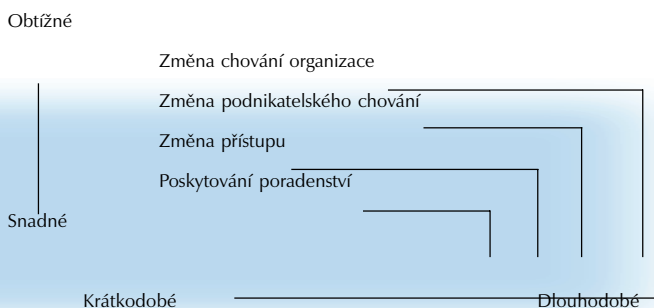 Obtížné
Změna chování organizace
Změna podnikatelského chování
Změna přístupu
Poskytování poradenství
Snadné
Krátkodobé Dlouhodobé